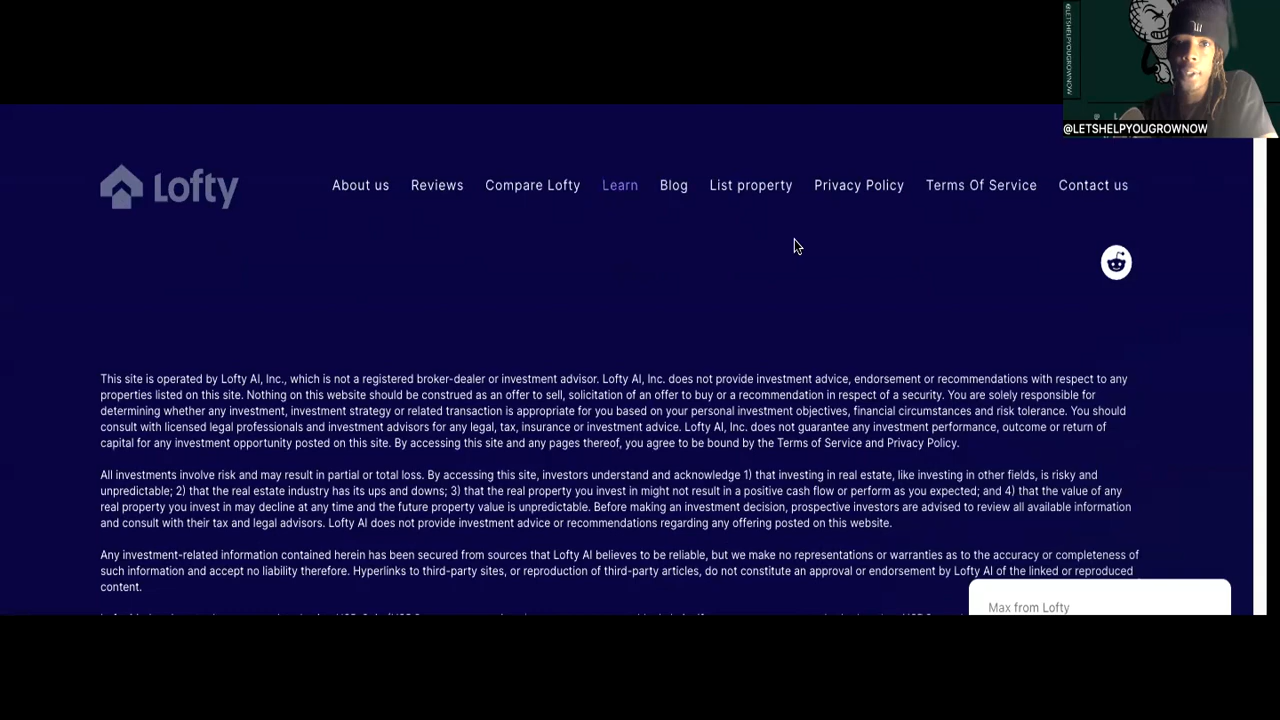 @LETSHELPYOUGROWNOW
@LETSHELPYOUGROWNOW
Lofty
About us Reviews Compare Lofty Learn Blog List property Privacy Policy Terms Of Service Contact us
This site is operated by Lofty AI, Inc., which is not a registered broker-dealer or investment advisor. Lofty AI, Inc. does not provide investment advice, endorsement or recommendations with respect to any
properties listed on this site. Nothing on this website should be construed as an offer to sell, solicitation of an offer to buy or a recommendation in respect of a security. You are solely responsible for
determining whether any investment, investment strategy or related transaction is appropriate for you based on your personal investment objectives, financial circumstances and risk tolerance. You should
consult with licensed legal professionals and investment advisors for any legal, tax, insurance or investment advice. Lofty AI, Inc. does not guarantee any investment performance, outcome or return of
capital for any investment opportunity posted on this site. By accessing this site and any pages thereof, you agree to be bound by the Terms of Service and Privacy Policy.
All investments involve risk and may result in partial or total loss. By accessing this site, investors understand and acknowledge 1) that investing in real estate, like investing in other fields, is risky and
unpredictable; 2) that the real estate industry has its ups and downs; 3) that the real property you invest in might not result in a positive cash flow or perform as you expected; and 4) that the value of any
real property you invest in may decline at any time and the future property value is unpredictable. Before making an investment decision, prospective investors are advised to review all available information
and consult with their tax and legal advisors. Lofty AI does not provide investment advice or recommendations regarding any offering posted on this website.
Any investment-related information contained herein has been secured from sources that Lofty AI believes to be reliable, but we make no representations or warranties as to the accuracy or completeness of
such information and accept no liability therefore. Hyperlinks to third-party sites, or reproduction of third-party articles, do not constitute an approval or endorsement by Lofty AI of the linked or reproduced
content.
Max from Lofty